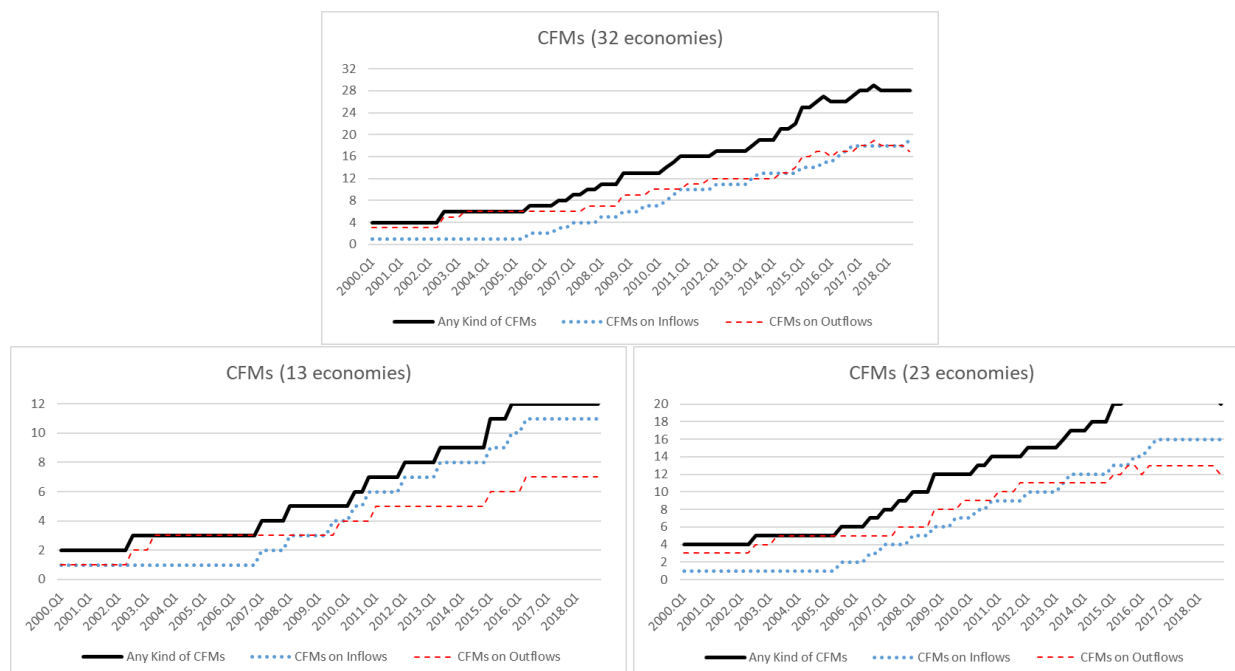 CFMs (32 economies)
32
28
24
20
16
12
8
4
0
2000.Q1
2001.Q1
2002.Q1
2003.Q1
2004.Q1
2005.Q1
2006.Q1
2007.Q1
2008.Q1
2009.Q1
2010.Q1
2011.Q1
2012.Q1
2013.Q1
2014.Q1
2015.Q1
2016.Q1
2017.Q1
2018.Q1
Any Kind of CFMs CFMs on Inflows CFMs on Outflows
CFMs (13 economies)
12
10
8
6
4
2
0
2000.Q1
2001.Q1
2002.Q1
2003.Q1
2004.Q1
2005.Q1
2006.Q1
2007.Q1
2008.Q1
2009.Q1
2010.Q1
2011.Q1
2012.Q1
2013.Q1
2014.Q1
2015.Q1
2016.Q1
2017.Q1
2018.Q1
Any Kind of CFMs CFMs on Inflows CFMs on Outflows
CFMs (23 economies)
20
18
16
14
12
10
8
6
4
2
0
2000.Q1
2001.Q1
2002.Q1
2003.Q1
2004.Q1
2005.Q1
2006.Q1
2007.Q1
2008.Q1
2009.Q1
2010.Q1
2011.Q1
2012.Q1
2013.Q1
2014.Q1
2015.Q1
2016.Q1
2017.Q1
2018.Q1
Any Kind of CFMs CFMs on Inflows CFMs on Outflows